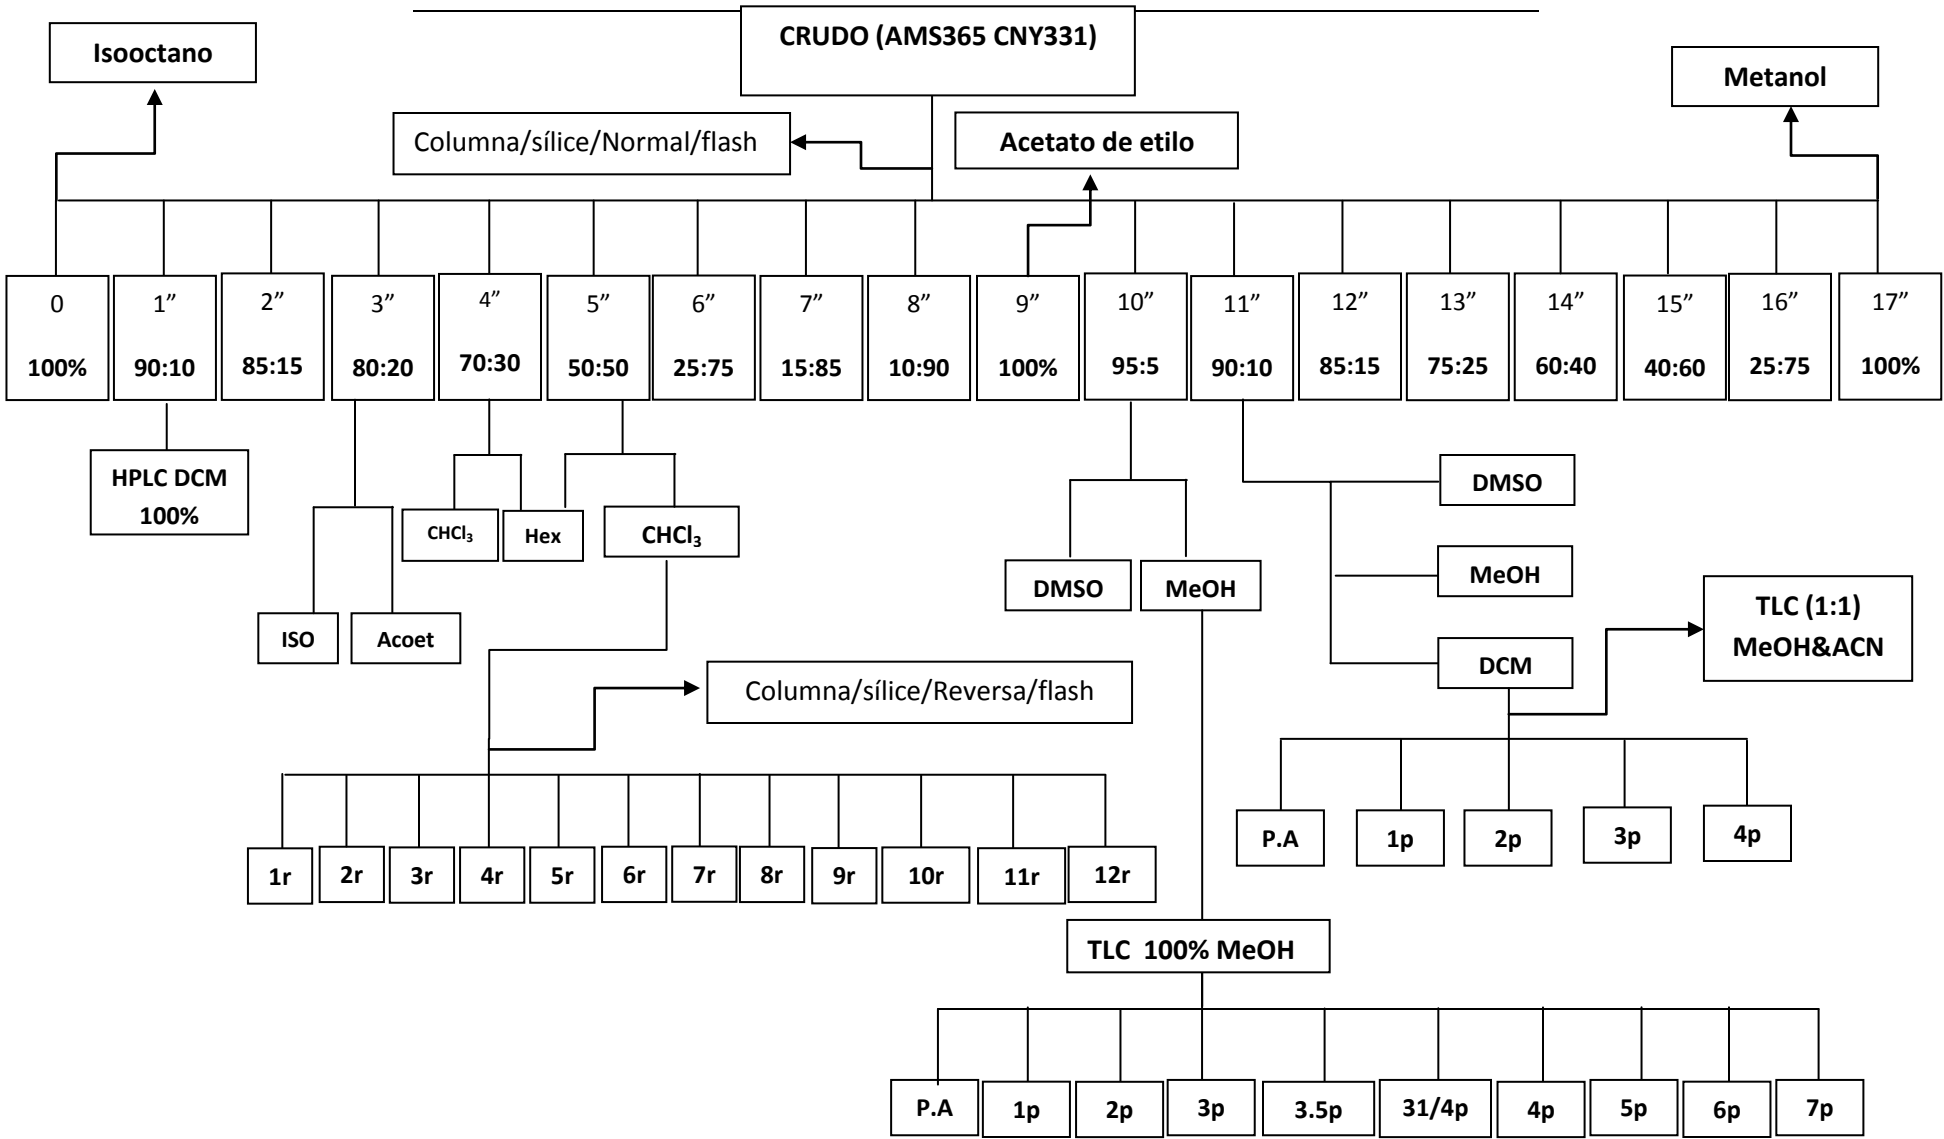 CRUDO (AMS365 CNY331)
Isooctano
Metanol
Columna/sílice/Normal/flash
Acetato de etilo
0
100%
1”
90:10
2”
85:15
3”
80:20
4”
70:30
5”
50:50
6”
25:75
7”
15:85
8”
10:90
9”
100%
10”
95:5
11”
90:10
12”
85:15
13”
75:25
14”
60:40
15”
40:60
16”
25:75
17”
100%
HPLC DCM
100%
CHCl₃
Hex
CHCl₃
ISO
Acoet
DMSO
MeOH
DMSO
MeOH
DCM
TLC (1:1)
MeOH&ACN
Columna/sílice/Reversa/flash
P.A
1p
2p
3p
4p
1r
2r
3r
4r
5r
6r
7r
8r
9r
10r
11r
12r
TLC 100% MeOH
P.A
1p
2p
3p
3.5p
31/4p
4p
5p
6p
7p